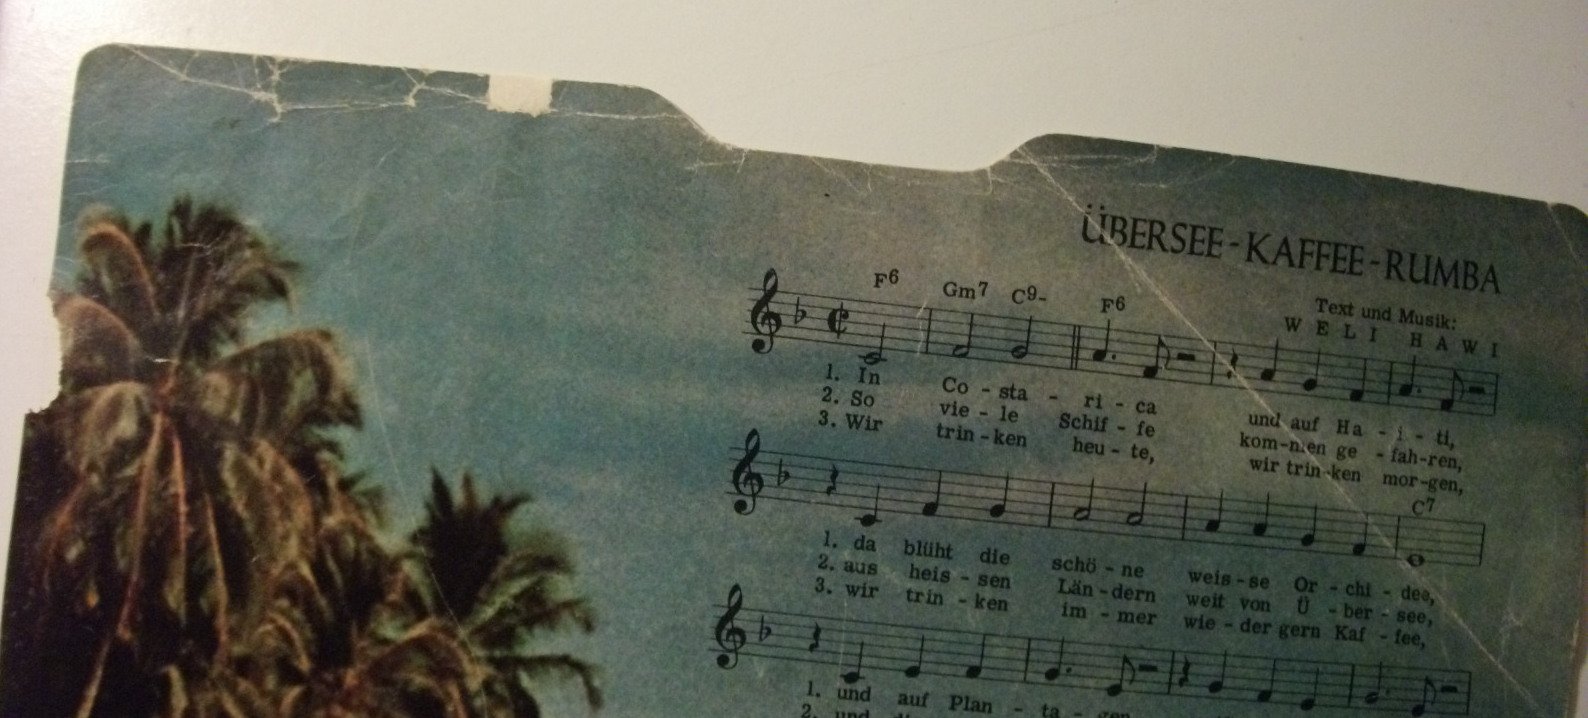 ÜBERSEE-KAFFEE-RUMBA
Text und Musik:
WELI HAWI
F6 Gm7 C9- F6
1. In Co - sta - ri - ca und auf Ha - i - ti,
2. So vie - le Schif - fe kom-men ge - fah-ren,
3. Wir trin-ken heu - te, wir trin-ken mor-gen,
C7
1. da blüht die schö - ne weis - se Or - chi - dee,
2. aus heis - sen Län - dern weit von Ü - ber - see,
3. wir trin - ken im - mer wie - der gern Kaf - fee,
1. und auf Plan - ta - gen
2. und